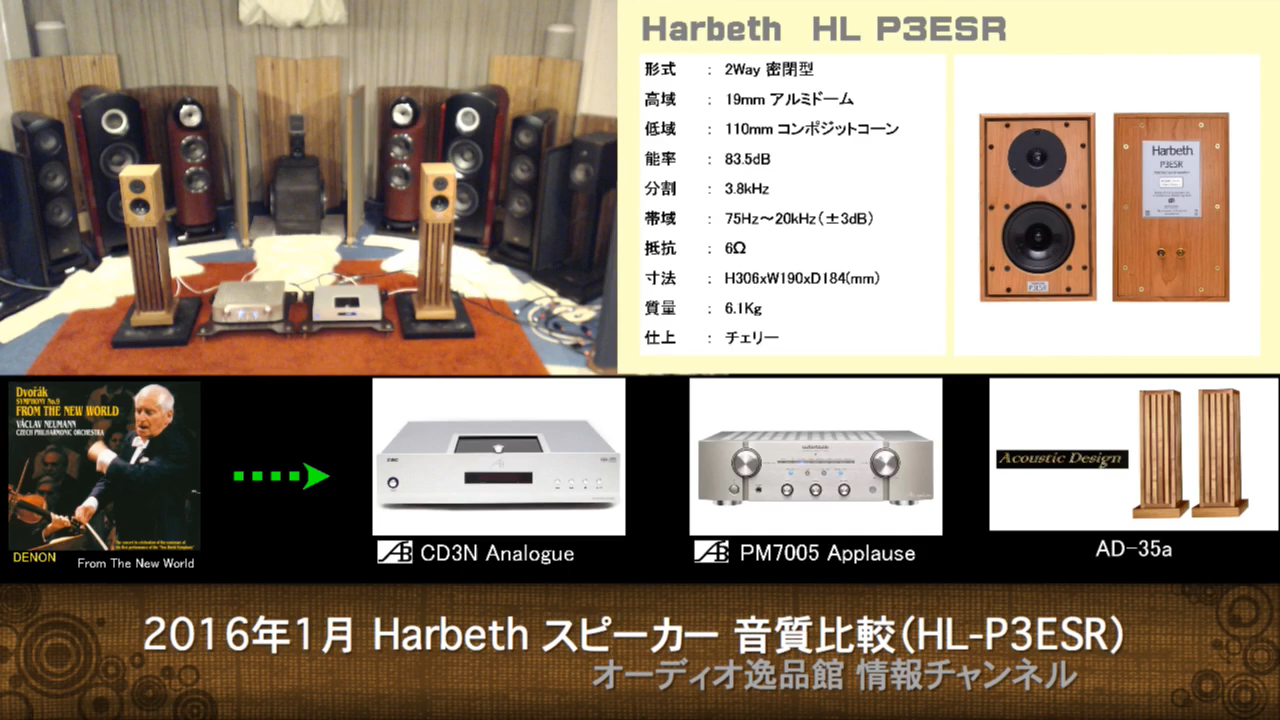 Harbeth HL P3ESR
形式 : 2Way 密閉型
高域 : 19mm アルミドーム
低域 : 110mm コンポジットコーン
能率 : 83.5dB
分割 : 3.8kHz
帯域 : 75Hz～20kHz(±3dB)
抵抗 : 6Ω
寸法 : H306xW190xD184(mm)
質量 : 6.1Kg
仕上 : チェリー
Harbeth
P3ESR
P3ESR
Dvořák
SYMPHONY No.9
FROM THE NEW WORLD
VÁCLAV NEUMANN
CZECH PHILHARMONIC ORCHESTRA
DENON
From The New World
AB CD3N Analogue
AB PM7005 Applause
Acoustic Design
AD-35a
2016年1月 Harbeth スピーカー 音質比較(HL-P3ESR)
オーディオ逸品館 情報チャンネル